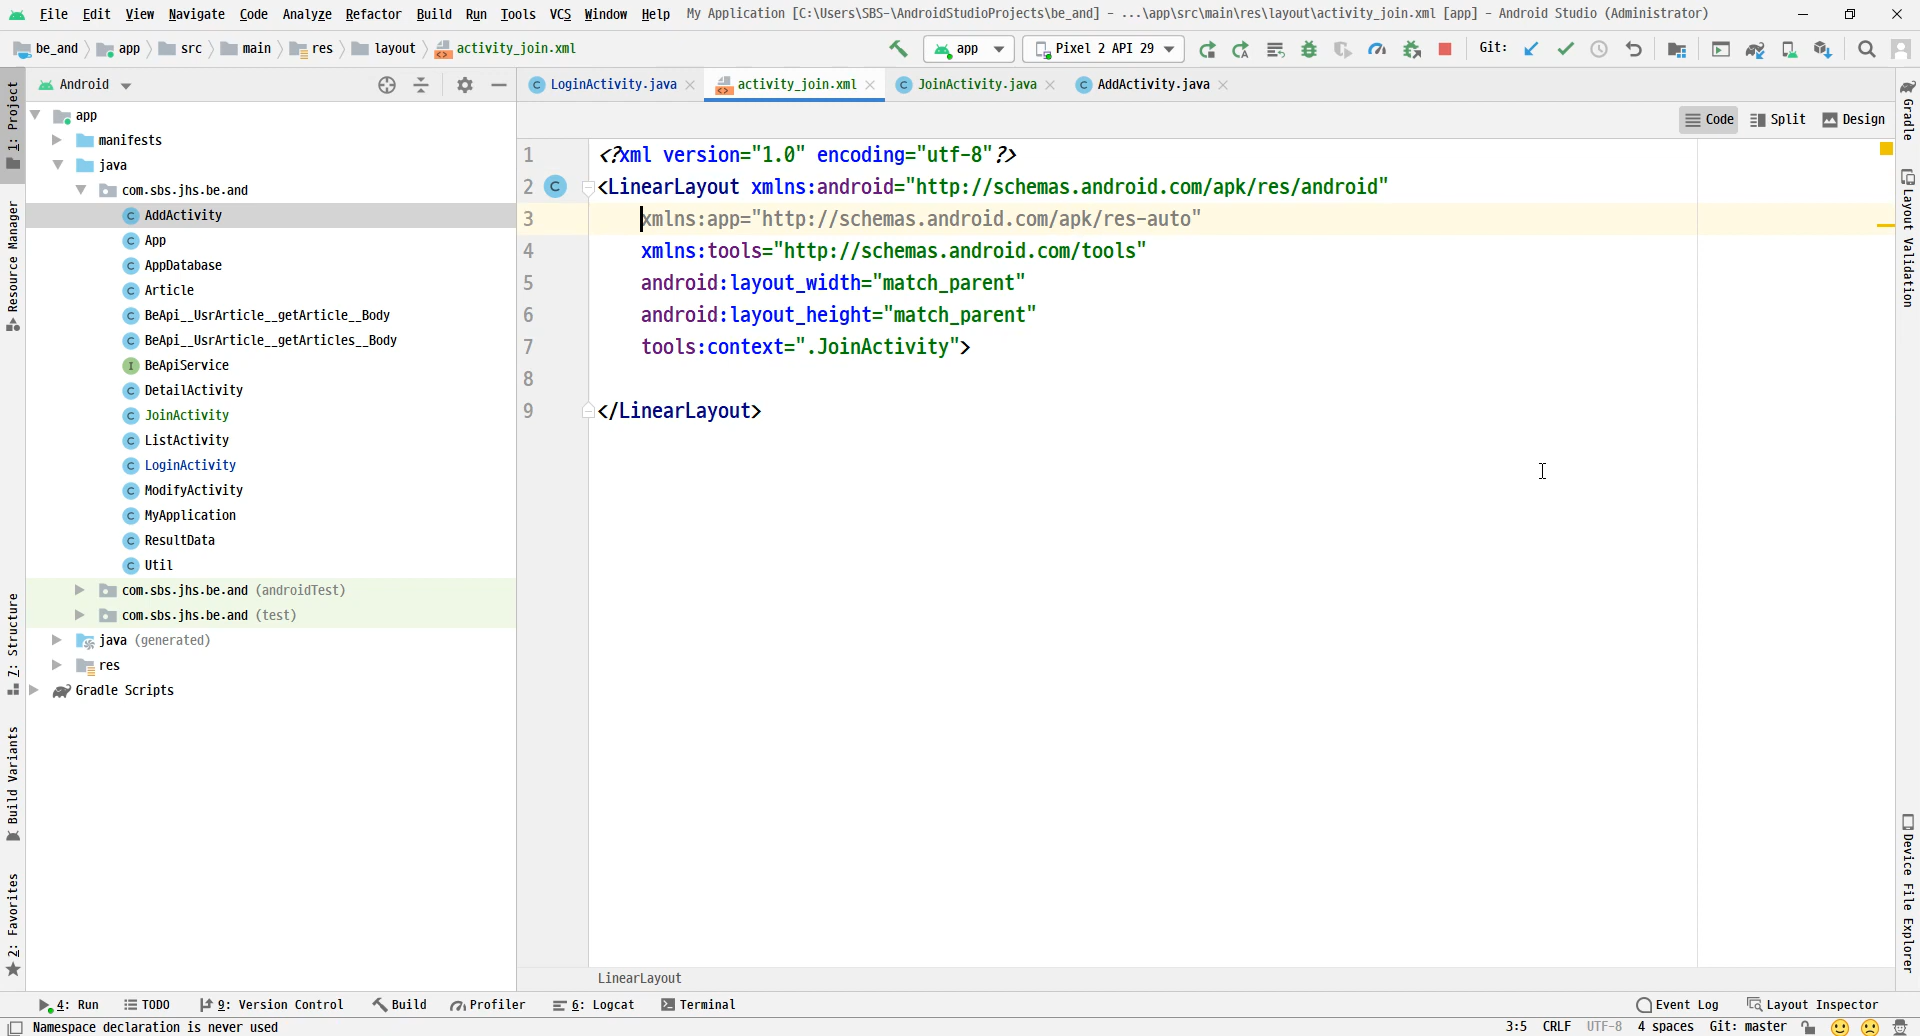 File Edit View Navigate Code Analyze Refactor Build Run Tools VCS Window Help My Application [C:\Users\SBS-\AndroidStudioProjects\be_and] - ...\app\src\main\res\layout\activity_join.xml [app] - Android Studio (Administrator)
be_and app src main res layout activity_join.xml app Pixel 2 API 29 Git:
Android LoginActivity.java activity_join.xml JoinActivity.java AddActivity.java
Code Split Design
app
manifests
java
com.sbs.jhs.be.and
AddActivity
App
AppDatabase
Article
BeApi__UsrArticle__getArticle__Body
BeApi__UsrArticle__getArticles__Body
BeApiService
DetailActivity
JoinActivity
ListActivity
LoginActivity
ModifyActivity
MyApplication
ResultData
Util
com.sbs.jhs.be.and (androidTest)
com.sbs.jhs.be.and (test)
java (generated)
res
Gradle Scripts
1 <?xml version="1.0" encoding="utf-8"?>
2 <LinearLayout xmlns:android="http://schemas.android.com/apk/res/android"
3 xmlns:app="http://schemas.android.com/apk/res-auto"
4 xmlns:tools="http://schemas.android.com/tools"
5 android:layout_width="match_parent"
6 android:layout_height="match_parent"
7 tools:context=".JoinActivity">
8
9 </LinearLayout>
LinearLayout
1: Project
Resource Manager
7: Structure
Build Variants
2: Favorites
Gradle
Layout Validation
Device File Explorer
4: Run TODO 9: Version Control Build Profiler 6: Logcat Terminal Event Log Layout Inspector
Namespace declaration is never used 3:5 CRLF UTF-8 4 spaces Git: master